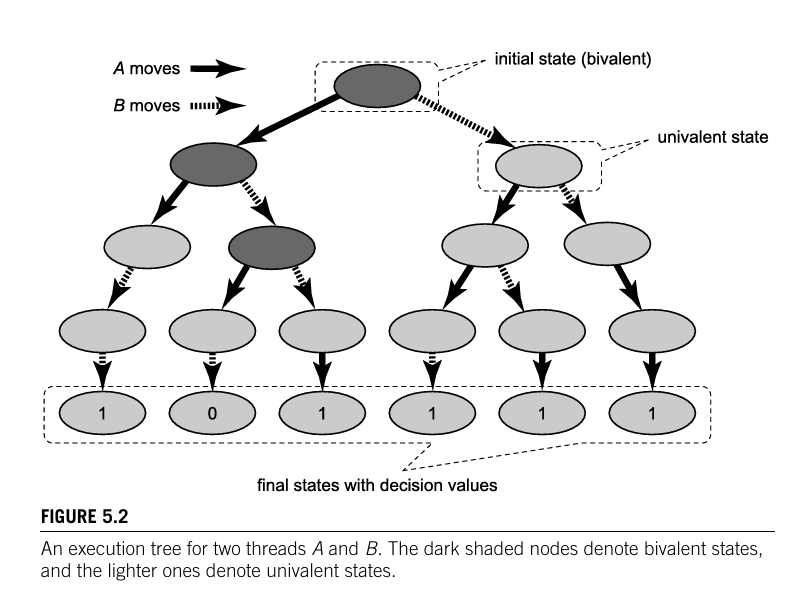 initial state (bivalent)
A moves
B moves
univalent state
1 0 1 1 1 1
final states with decision values
FIGURE 5.2
An execution tree for two threads A and B. The dark shaded nodes denote bivalent states,
and the lighter ones denote univalent states.